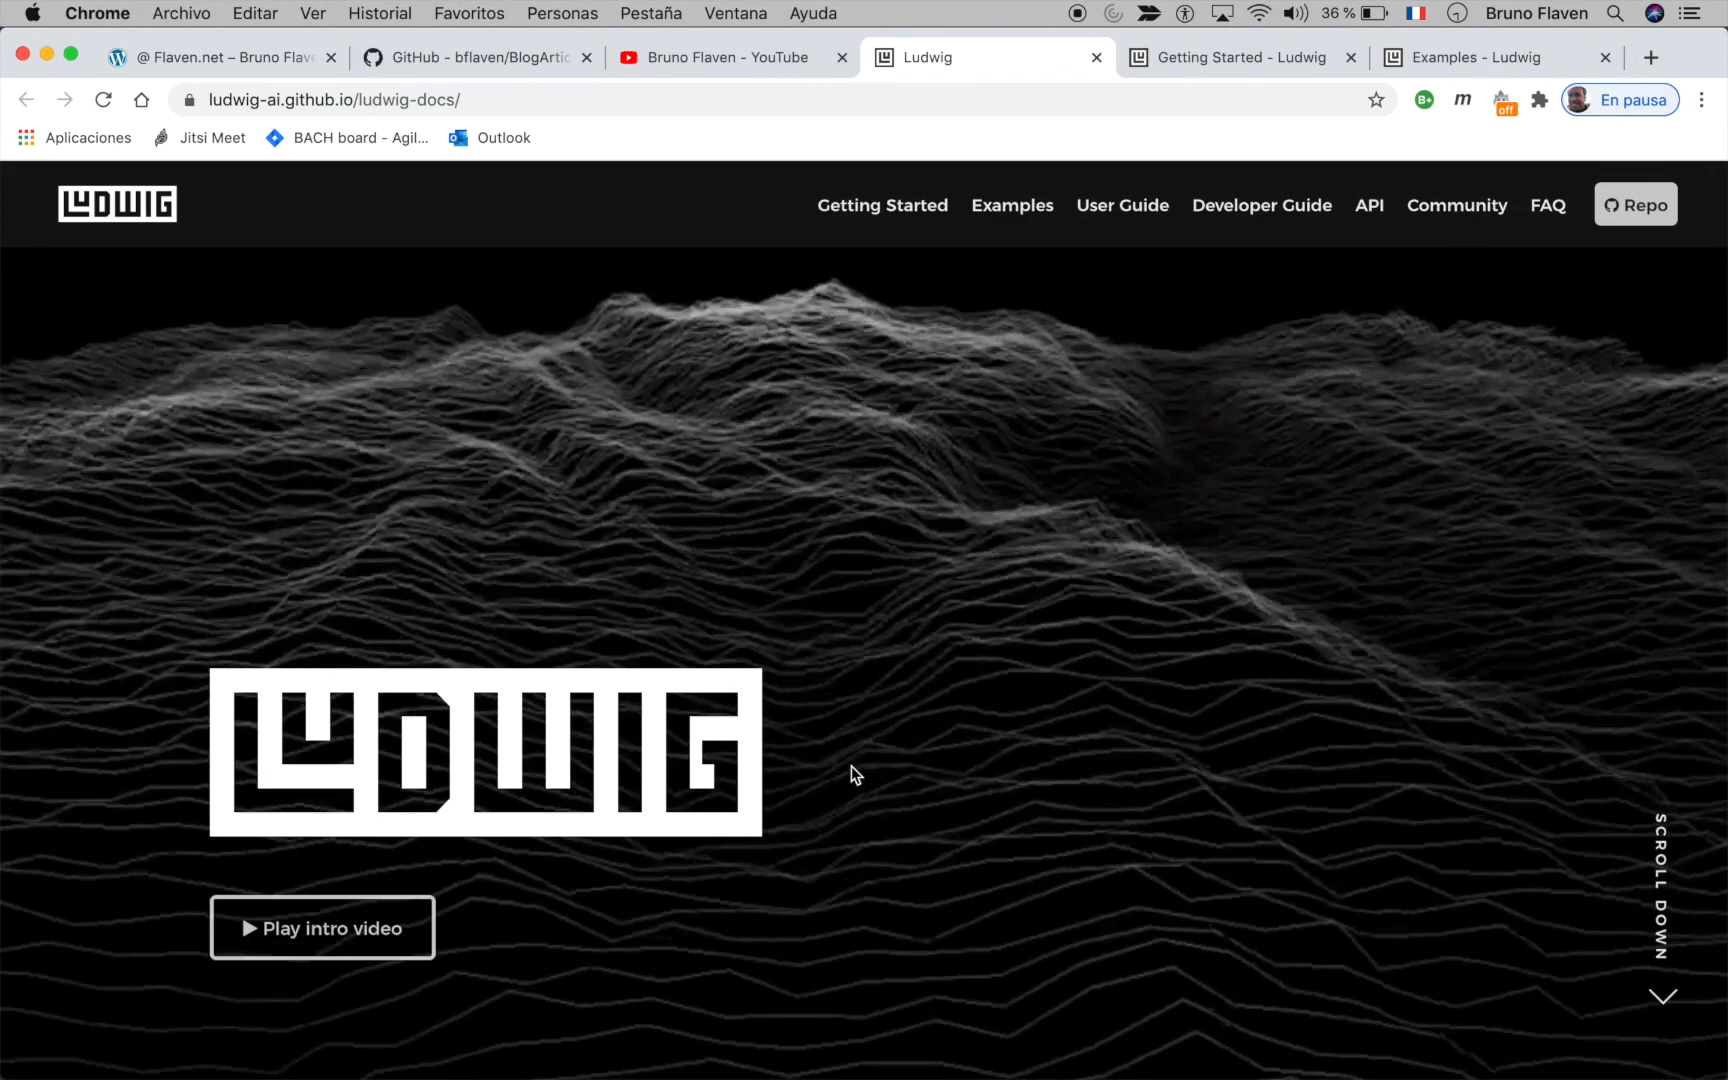 Chrome Archivo Editar Ver Historial Favoritos Personas Pestaña Ventana Ayuda 36 % Bruno Flaven
@ Flaven.net – Bruno Flave GitHub - bflaven/BlogArtic Bruno Flaven - YouTube Ludwig Getting Started - Ludwig Examples - Ludwig
ludwig-ai.github.io/ludwig-docs/ B+ m off En pausa
Aplicaciones Jitsi Meet BACH board - Agil... Outlook
LUDWIG Getting Started Examples User Guide Developer Guide API Community FAQ Repo
LUDWIG
Play intro video
SCROLL DOWN